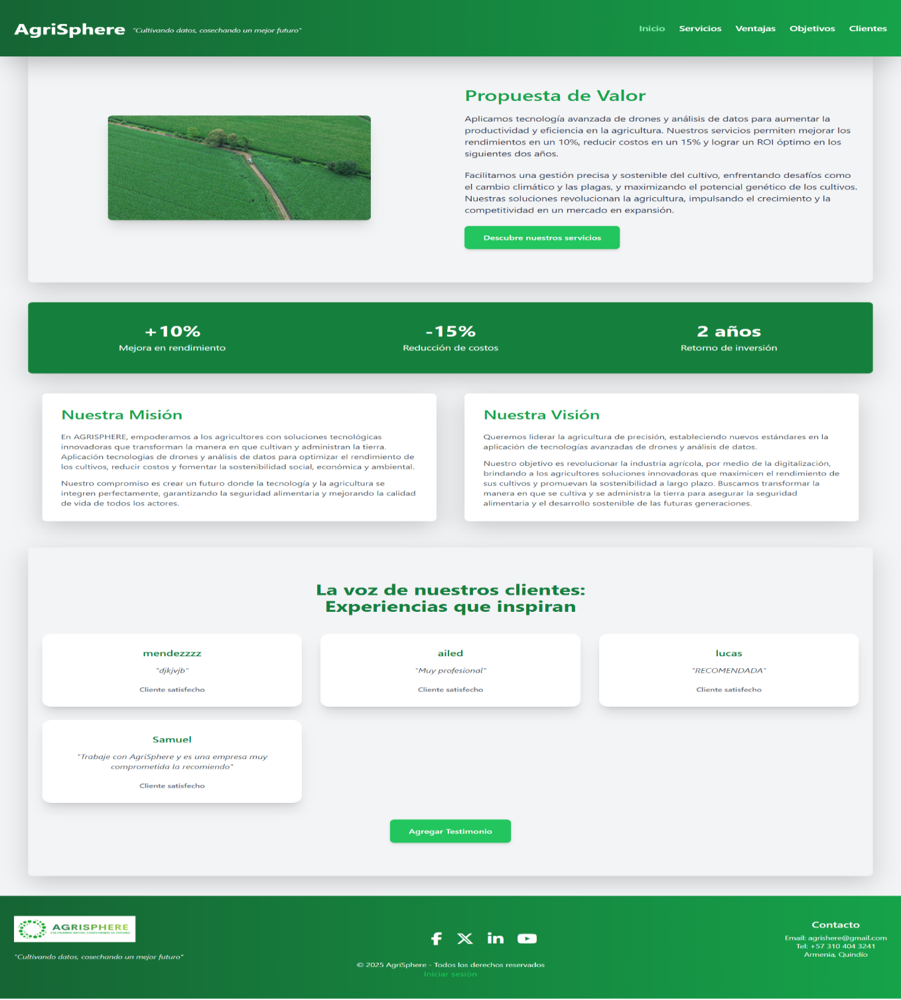 AgriSphere "Cultivando datos, cosechando un mejor futuro"
Inicio Servicios Ventajas Objetivos Clientes
Propuesta de Valor
Aplicamos tecnología avanzada de drones y análisis de datos para aumentar la
productividad y eficiencia en la agricultura. Nuestros servicios permiten mejorar los
rendimientos en un 10%, reducir costos en un 15% y lograr un ROI óptimo en los
siguientes dos años.
Facilitamos una gestión precisa y sostenible del cultivo, enfrentando desafíos como
el cambio climático y las plagas, y maximizando el potencial genético de los cultivos.
Nuestras soluciones revolucionan la agricultura, impulsando el crecimiento y la
competitividad en un mercado en expansión.
Descubre nuestros servicios
+10%
Mejora en rendimiento
-15%
Reducción de costos
2 años
Retorno de inversión
Nuestra Misión
En AGRISPHERE, empoderamos a los agricultores con soluciones tecnológicas
innovadoras que transforman la manera en que cultivan y administran la tierra.
Aplicación tecnologias de drones y análisis de datos para optimizar el rendimiento de
los cultivos, reducir costos y fomentar la sostenibilidad social, económica y ambiental.
Nuestro compromiso es crear un futuro donde la tecnología y la agricultura se
integren perfectamente, garantizando la seguridad alimentaria y mejorando la calidad
de vida de todos los actores.
Nuestra Visión
Queremos liderar la agricultura de precisión, estableciendo nuevos estándares en la
aplicación de tecnologías avanzadas de drones y análisis de datos.
Nuestro objetivo es revolucionar la industria agrícola, por medio de la digitalización,
brindando a los agricultores soluciones innovadoras que maximicen el rendimiento de
sus cultivos y promuevan la sostenibilidad a largo plazo. Buscamos transformar la
manera en que se cultiva y se administra la tierra para asegurar la seguridad
alimentaria y el desarrollo sostenible de las futuras generaciones.
La voz de nuestros clientes:
Experiencias que inspiran
mendezzzz
"djkjvjb"
Cliente satisfecho
ailed
"Muy profesional"
Cliente satisfecho
lucas
"RECOMENDADA"
Cliente satisfecho
Samuel
"Trabaje con AgriSphere y es una empresa muy
comprometida la recomiendo"
Cliente satisfecho
Agregar Testimonio
AGRISPHERE
CULTIVANDO DATOS, COSECHANDO EL FUTURO.
"Cultivando datos, cosechando un mejor futuro"
© 2025 AgriSphere - Todos los derechos reservados
Iniciar sesión
Contacto
Email: agrishere@gmail.com
Tel: +57 310 404 3241
Armenia, Quindío